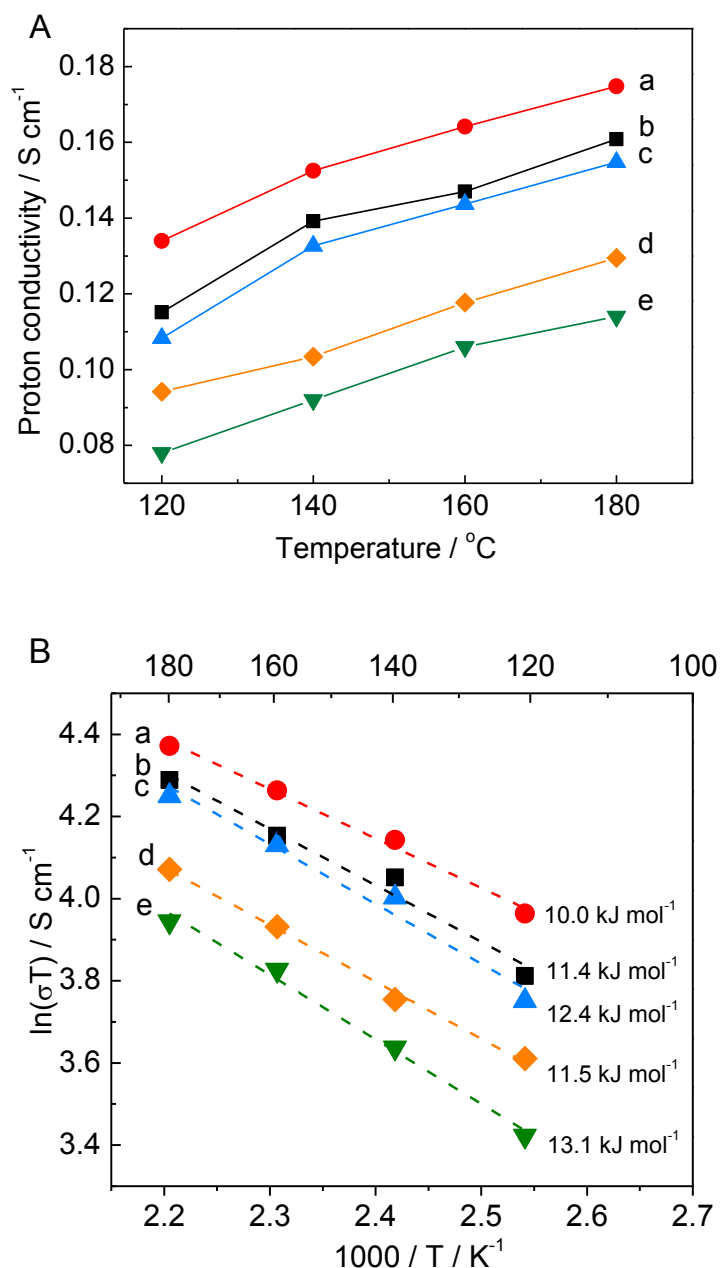 A
0.18
0.16
0.14
0.12
0.10
0.08
Proton conductivity / S cm⁻¹
a
b
c
d
e
120 140 160 180
Temperature / °C
B
180 160 140 120 100
4.4
4.2
4.0
3.8
3.6
3.4
ln(σT) / S cm⁻¹
a
b
c
d
e
10.0 kJ mol⁻¹
11.4 kJ mol⁻¹
12.4 kJ mol⁻¹
11.5 kJ mol⁻¹
13.1 kJ mol⁻¹
2.2 2.3 2.4 2.5 2.6 2.7
1000 / T / K⁻¹